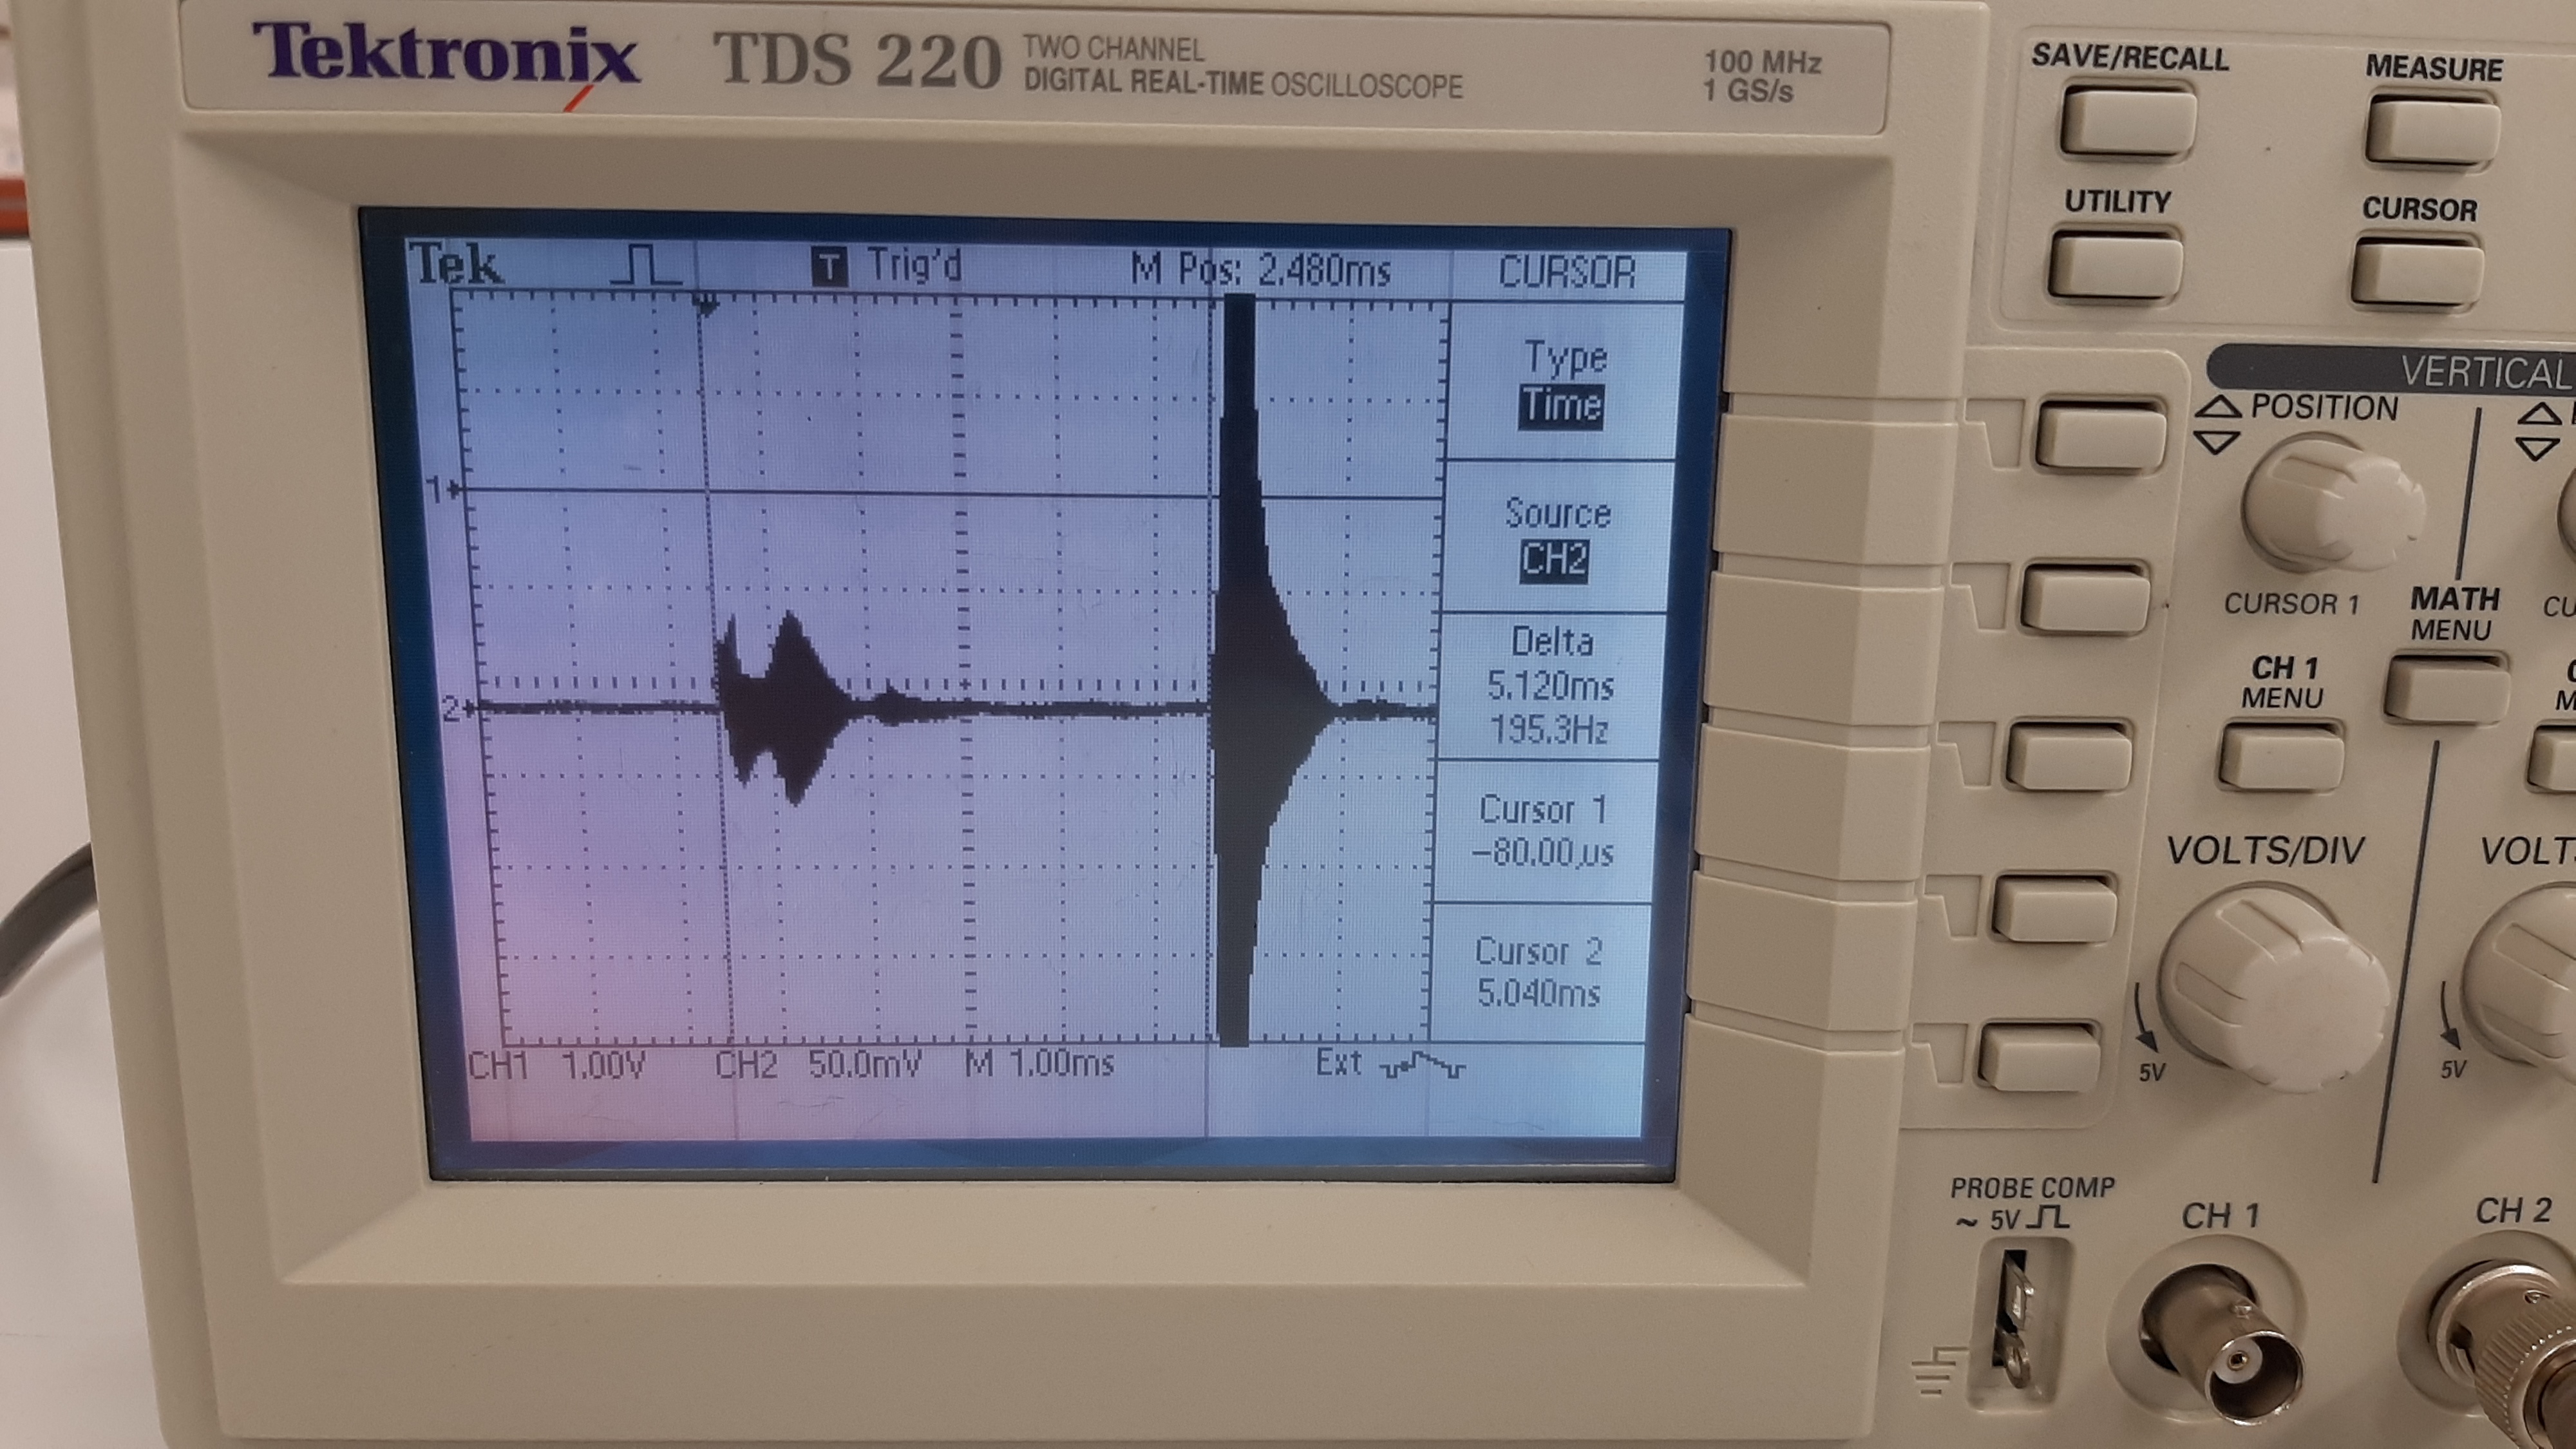 Tektronix TDS 220 TWO CHANNEL
DIGITAL REAL-TIME OSCILLOSCOPE
100 MHz
1 GS/s
SAVE/RECALL
MEASURE
UTILITY
CURSOR
Tek T Trig'd M Pos: 2.480ms CURSOR
Type
Time
Source
CH2
Delta
5.120ms
195.3Hz
Cursor 1
-80.00µs
Cursor 2
5.040ms
1
2
CH1 1.00V CH2 50.0mV M 1.00ms Ext
VERTICAL
POSITION
CURSOR 1
MATH
MENU
CH 1
MENU
VOLTS/DIV
5V
5V
PROBE COMP
~ 5V
CH 1
CH 2